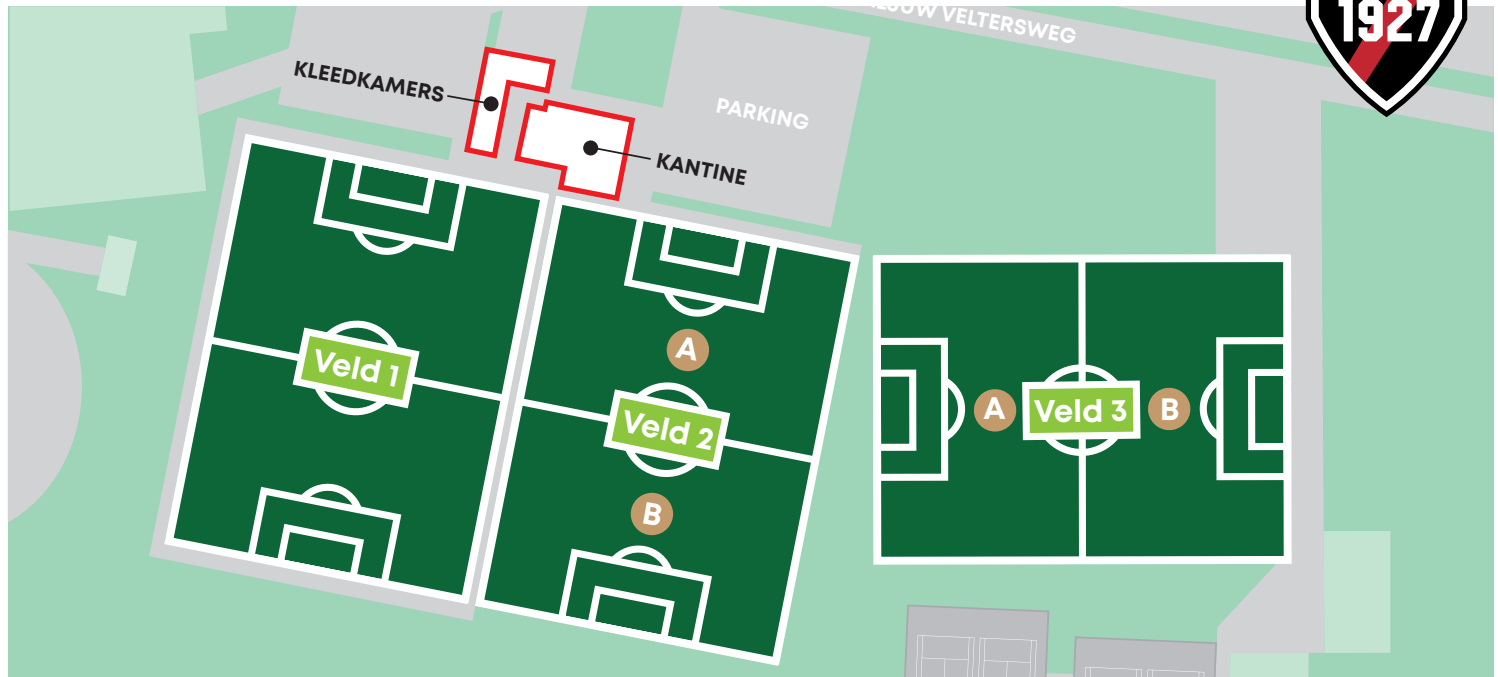 VELTERSWEG
1927
KLEEDKAMERS
PARKING
KANTINE
Veld 1
A
Veld 2
B
A
Veld 3
B